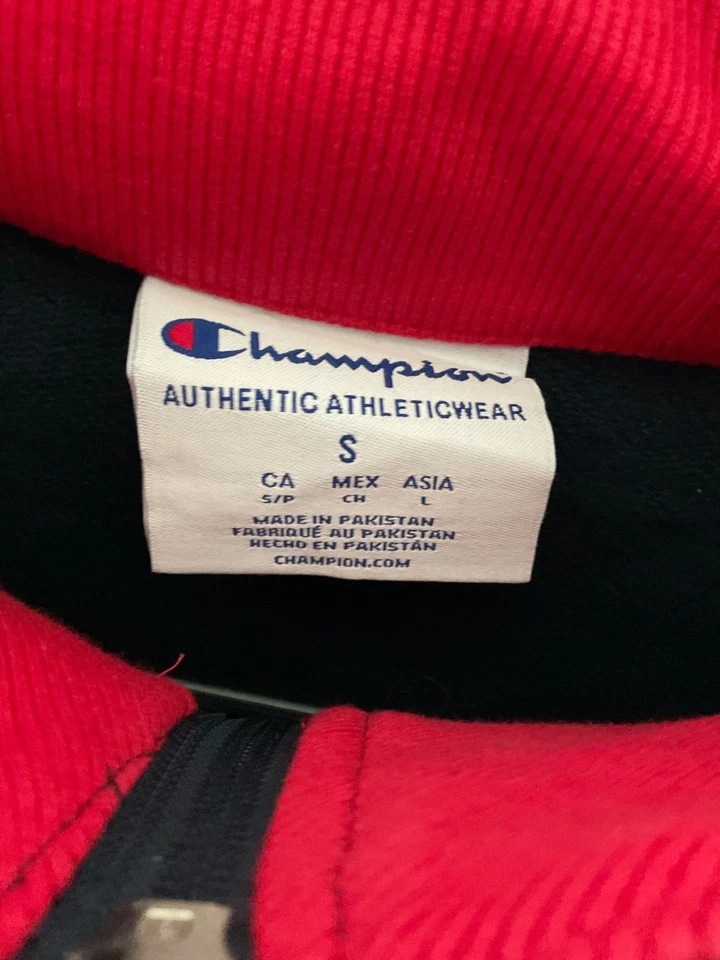 Champion
AUTHENTIC ATHLETICWEAR
S
CA MEX ASIA
S/P CH L
MADE IN PAKISTAN
FABRIQUÉ AU PAKISTAN
HECHO EN PAKISTÁN
CHAMPION.COM